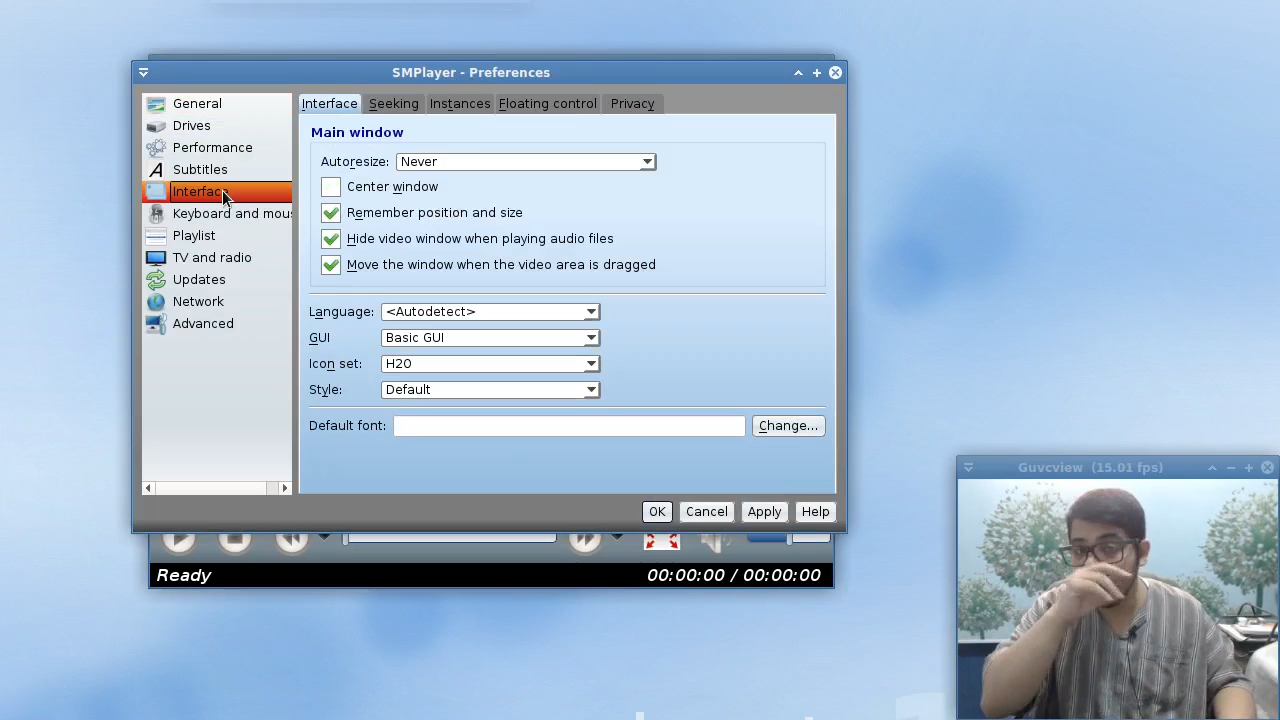 SMPlayer - Preferences
General
Drives
Performance
Subtitles
Interface
Keyboard and mous
Playlist
TV and radio
Updates
Network
Advanced
Interface
Seeking
Instances
Floating control
Privacy
Main window
Autoresize: Never
Center window
Remember position and size
Hide video window when playing audio files
Move the window when the video area is dragged
Language: <Autodetect>
GUI Basic GUI
Icon set: H2O
Style: Default
Default font: Change...
OK Cancel Apply Help
Ready 00:00:00 / 00:00:00
Guvcview (15.01 fps)